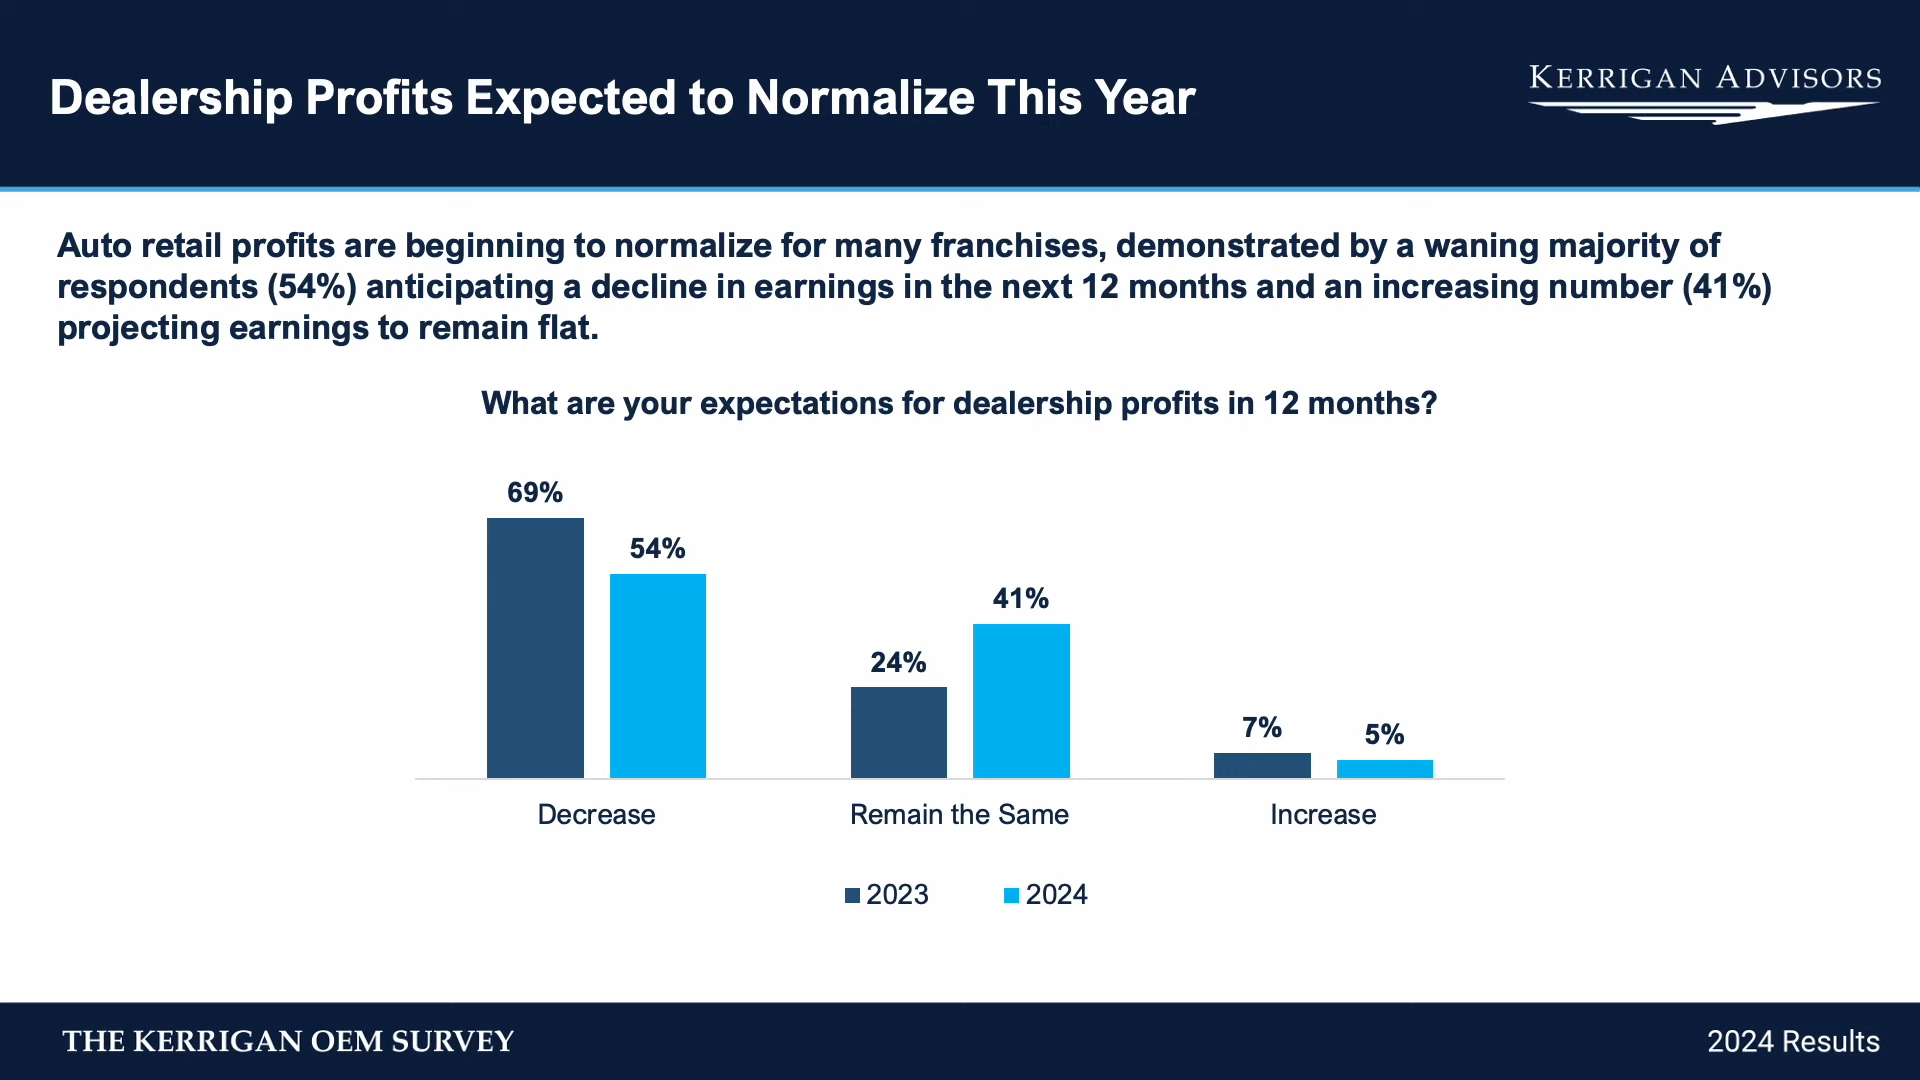 Dealership Profits Expected to Normalize This Year
KERRIGAN ADVISORS
Auto retail profits are beginning to normalize for many franchises, demonstrated by a waning majority of
respondents (54%) anticipating a decline in earnings in the next 12 months and an increasing number (41%)
projecting earnings to remain flat.
What are your expectations for dealership profits in 12 months?
69%
54%
24%
41%
7%
5%
Decrease
Remain the Same
Increase
2023
2024
THE KERRIGAN OEM SURVEY
2024 Results